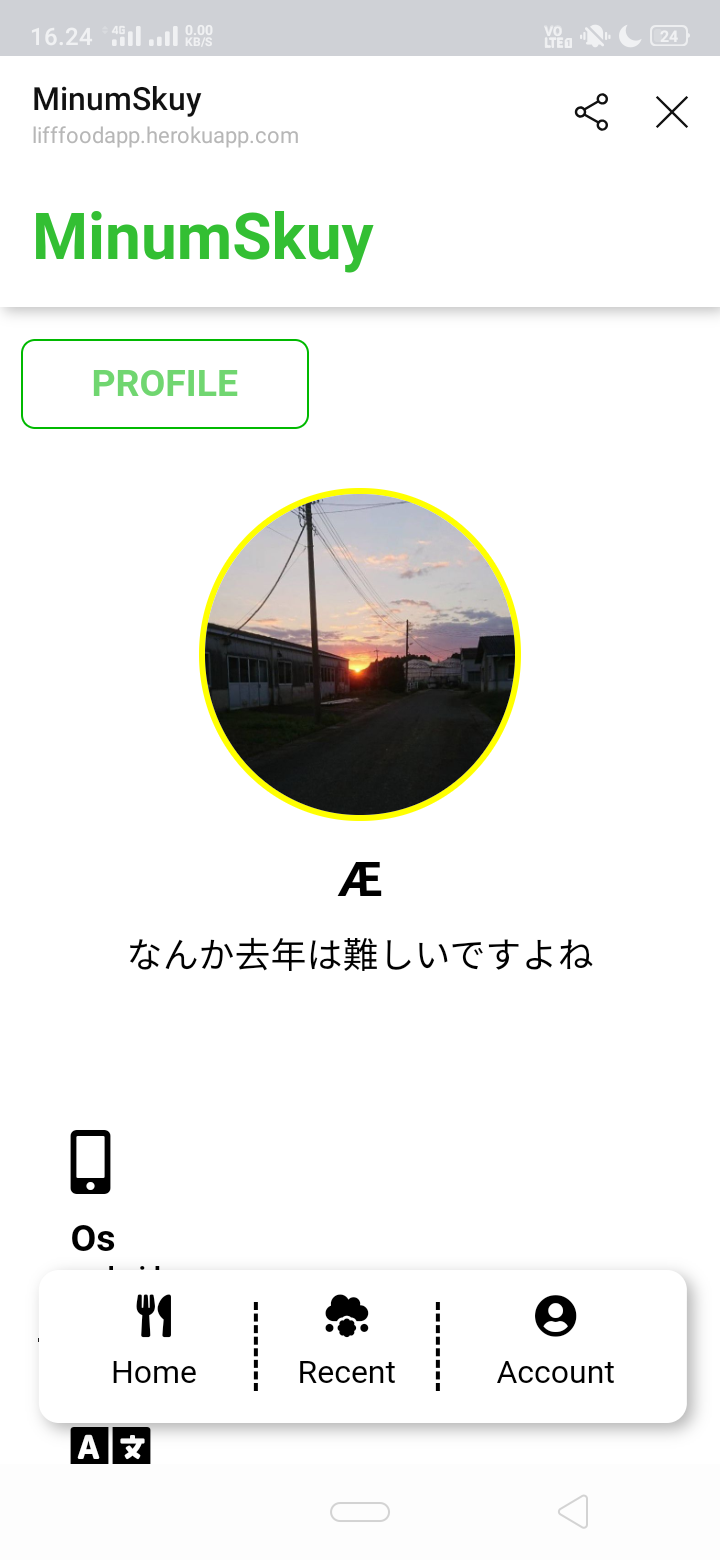 16.24 4G 0.00 KB/S VO LTE 24
MinumSkuy
lifffoodapp.herokuapp.com
MinumSkuy
PROFILE
Æ
なんか去年は難しいですよね
Os
Home Recent Account
A 文